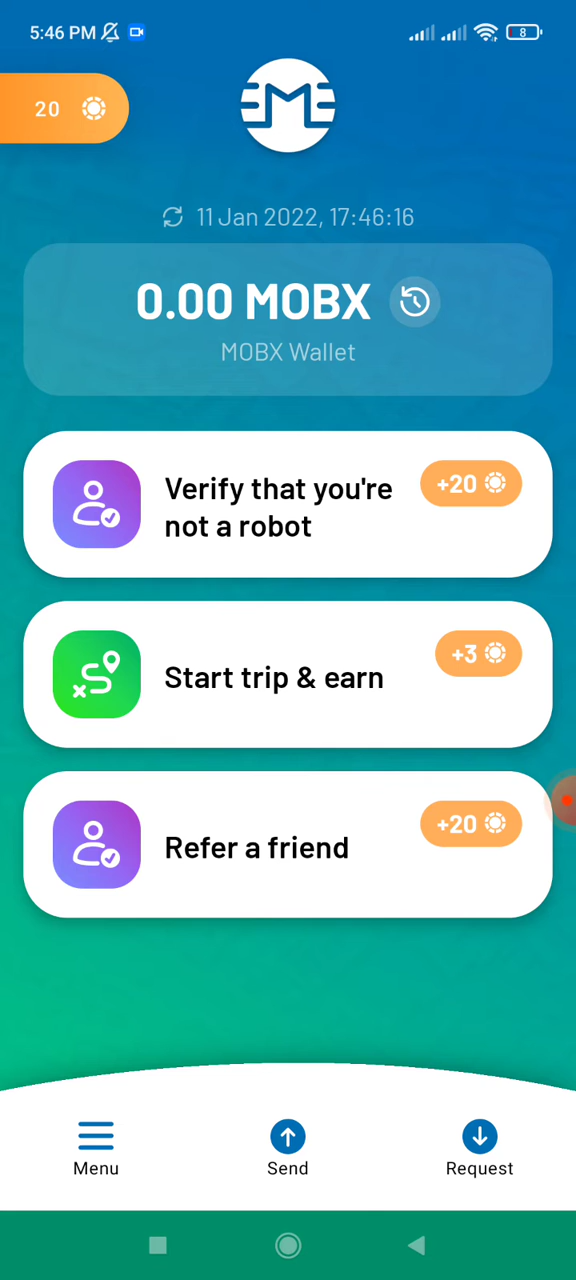 5:46 PM
8
20
11 Jan 2022, 17:46:16
0.00 MOBX
MOBX Wallet
Verify that you're
not a robot
+20
Start trip & earn
+3
Refer a friend
+20
Menu
Send
Request